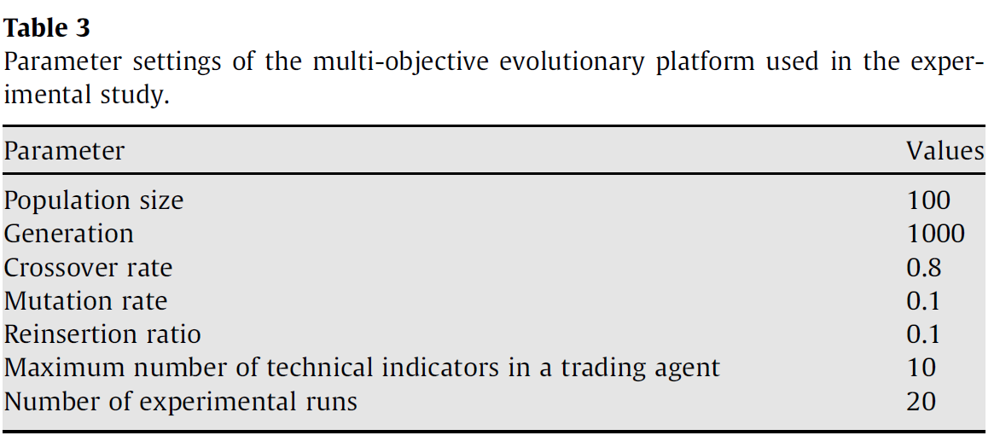 Table 3
Parameter settings of the multi-objective evolutionary platform used in the exper-
imental study.
Parameter Values
Population size 100
Generation 1000
Crossover rate 0.8
Mutation rate 0.1
Reinsertion ratio 0.1
Maximum number of technical indicators in a trading agent 10
Number of experimental runs 20